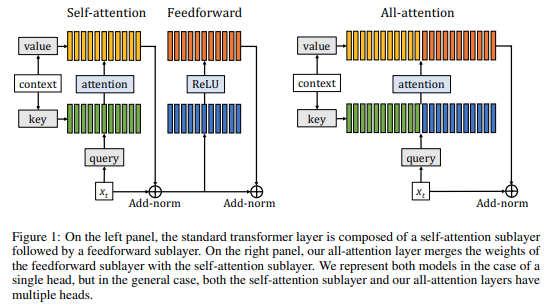 Self-attention Feedforward All-attention
value value
context attention ReLU context attention
key key
query query
xt xt
Add-norm Add-norm Add-norm
Figure 1: On the left panel, the standard transformer layer is composed of a self-attention sublayer
followed by a feedforward sublayer. On the right panel, our all-attention layer merges the weights of
the feedforward sublayer with the self-attention sublayer. We represent both models in the case of a
single head, but in the general case, both the self-attention sublayer and our all-attention layers have
multiple heads.